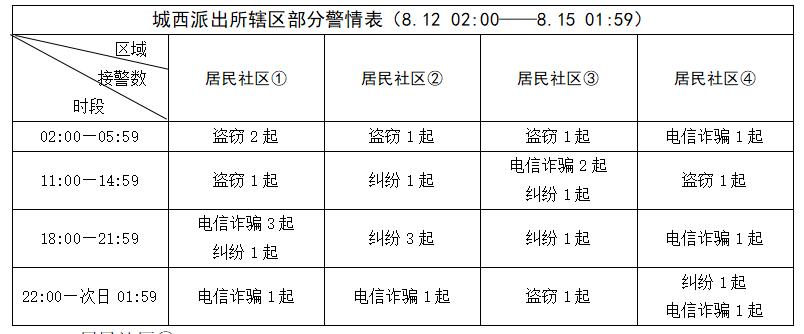 城西派出所辖区部分警情表（8.12 02:00——8.15 01:59）
区域
接警数
时段
居民社区① 居民社区② 居民社区③ 居民社区④
02:00—05:59 盗窃2起 盗窃1起 盗窃1起 电信诈骗1起
11:00—14:59 盗窃1起 纠纷1起 电信诈骗2起 盗窃1起
纠纷1起
18:00—21:59 电信诈骗3起 纠纷3起 纠纷1起 电信诈骗1起
纠纷1起
22:00—次日01:59 电信诈骗1起 电信诈骗1起 盗窃1起 纠纷1起
电信诈骗1起